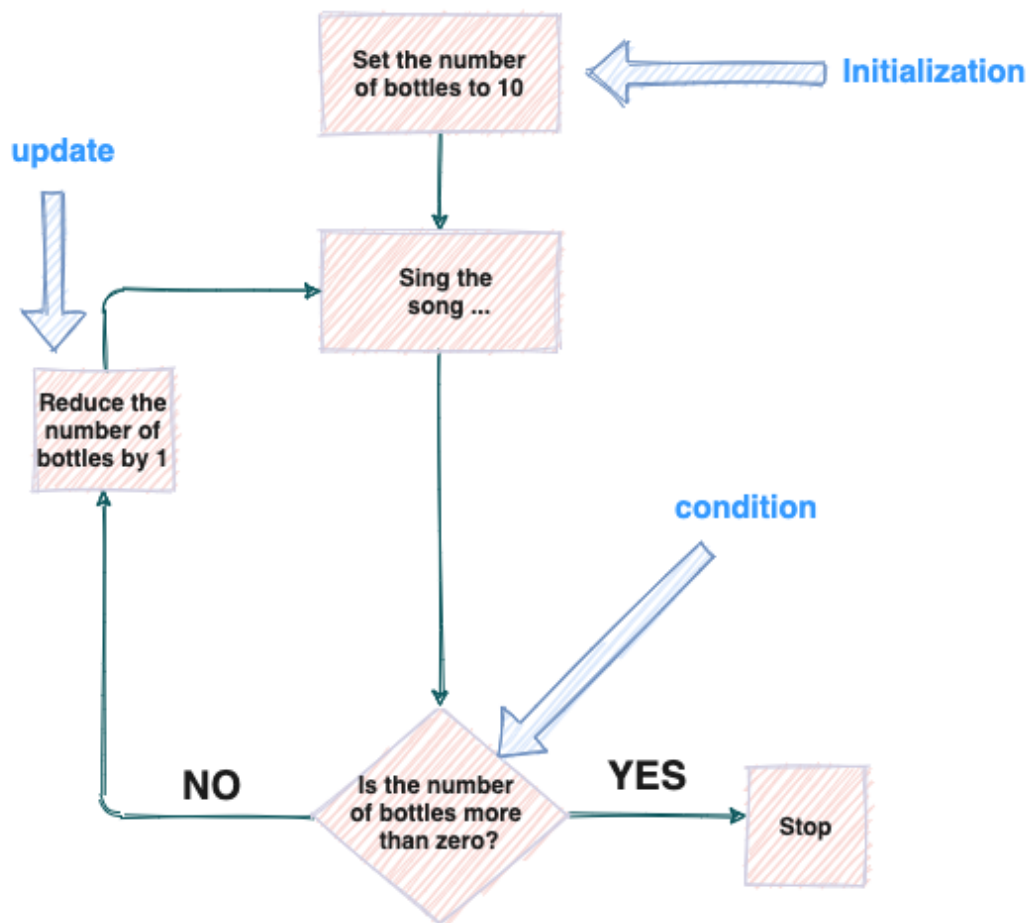 Set the number
of bottles to 10
Initialization
update
Sing the
song ...
Reduce the
number of
bottles by 1
condition
NO
Is the number
of bottles more
than zero?
YES
Stop